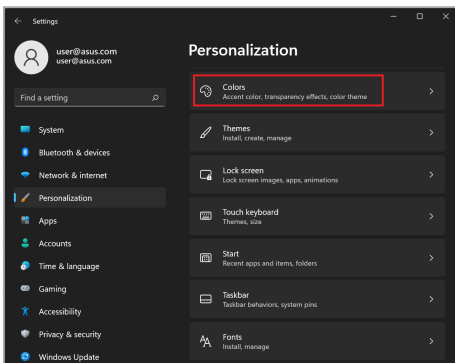 Settings
user@asus.com
user@asus.com
Find a setting
System
Bluetooth & devices
Network & internet
Personalization
Apps
Accounts
Time & language
Gaming
Accessibility
Privacy & security
Windows Update
Personalization
Colors
Accent color, transparency effects, color theme
Themes
Install, create, manage
Lock screen
Lock screen images, apps, animations
Touch keyboard
Themes, size
Start
Recent apps and items, folders
Taskbar
Taskbar behaviors, system pins
Fonts
Install, manage